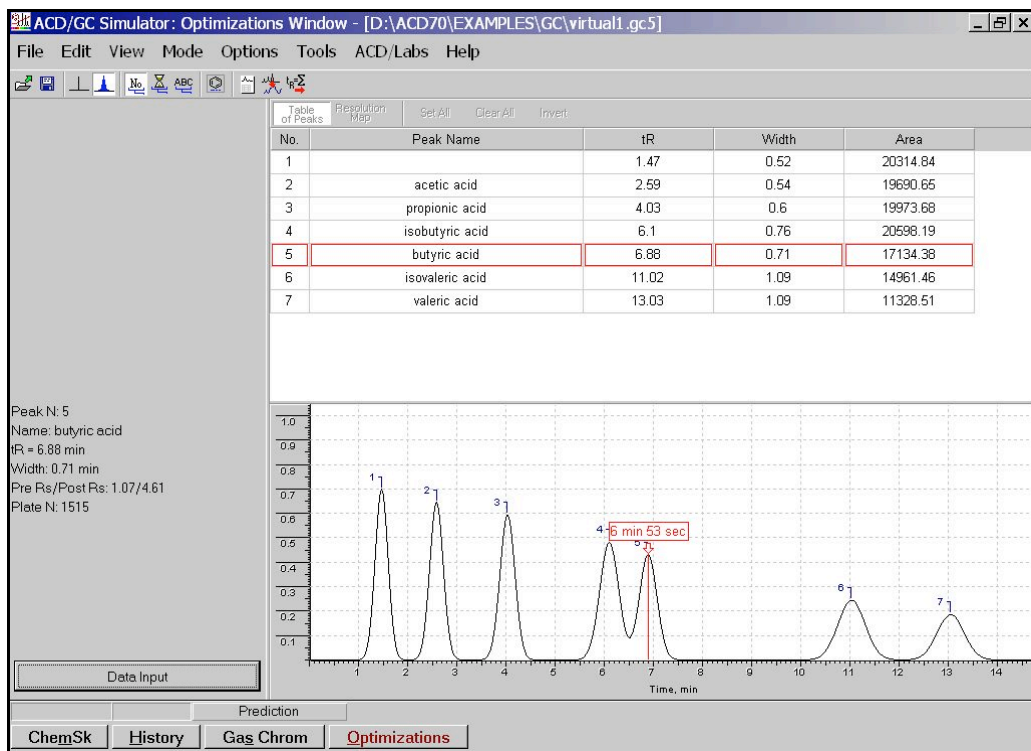 ACD/GC Simulator: Optimizations Window - [D:\ACD70\EXAMPLES\GC\virtual1.gc5]
File Edit View Mode Options Tools ACD/Labs Help
No ABC tR=Σ
Table of Peaks Resolution Map Set All Clear All Invert
No. Peak Name tR Width Area
1 1.47 0.52 20314.84
2 acetic acid 2.59 0.54 19690.65
3 propionic acid 4.03 0.6 19973.68
4 isobutyric acid 6.1 0.76 20598.19
5 butyric acid 6.88 0.71 17134.38
6 isovaleric acid 11.02 1.09 14961.46
7 valeric acid 13.03 1.09 11328.51
Peak N: 5
Name: butyric acid
tR = 6.88 min
Width: 0.71 min
Pre Rs/Post Rs: 1.07/4.61
Plate N: 1515
1.0
0.9
0.8
0.7
0.6
0.5
0.4
0.3
0.2
0.1
1 2 3 4 6 min 53 sec
5
6 7
1 2 3 4 5 6 7 8 9 10 11 12 13 14
Time, min
Data Input
Prediction
ChemSk History Gas Chrom Optimizations